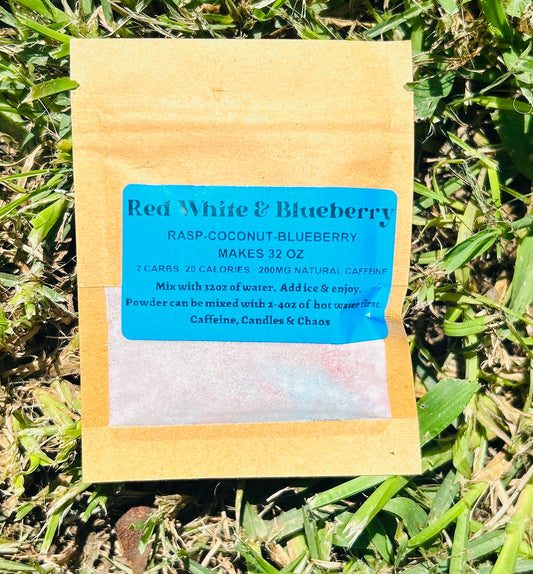 Red White & Blueberry
RASP-COCONUT-BLUEBERRY
MAKES 32 OZ
2 CARBS 20 CALORIES 200MG NATURAL CAFFEINE
Mix with 32oz of water. Add ice & enjoy.
Powder can be mixed with 2-4oz of hot water first.
Caffeine, Candles & Chaos